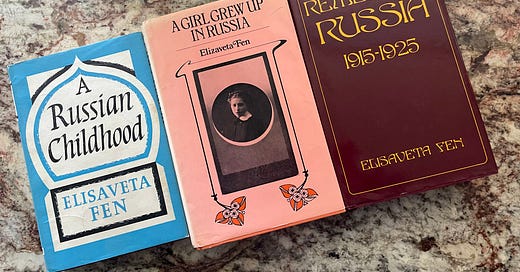 A
Russian
Childhood
ELISAVETA
FEN
A GIRL GREW UP
IN RUSSIA
Elizaveta Fen
RUSSIA
1915-1925
ELISAVETA FEN